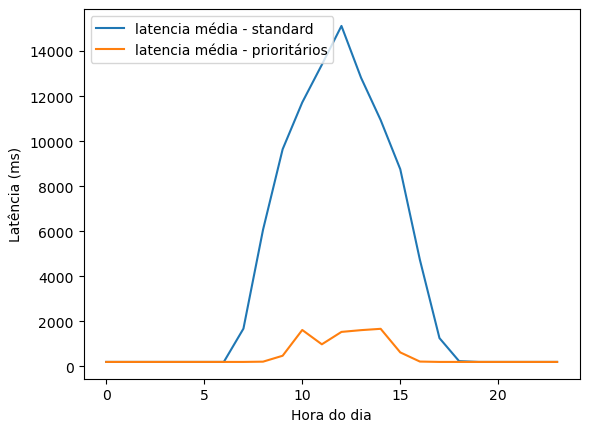 latencia média - standard
latencia média - prioritários
14000
12000
10000
8000
6000
4000
2000
0
Latência (ms)
0 5 10 15 20
Hora do dia